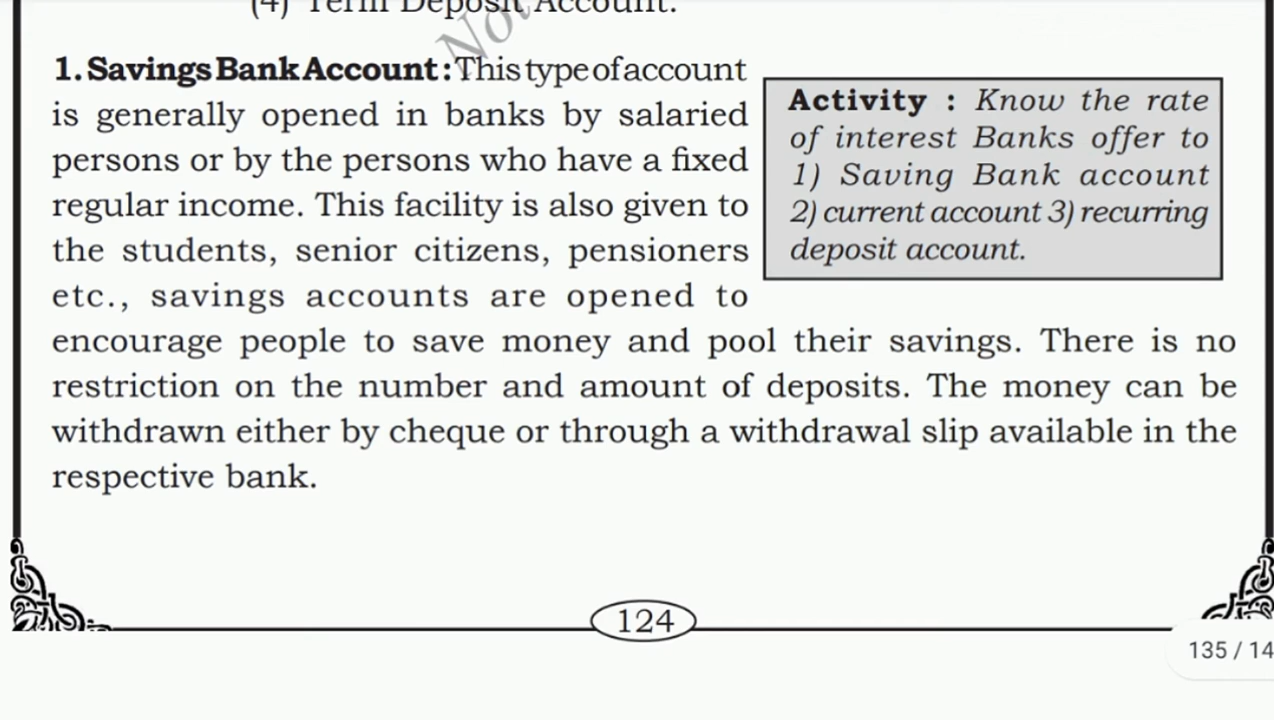 (4) Term Deposit Account.
Not
1. Savings Bank Account : This type of account
is generally opened in banks by salaried
persons or by the persons who have a fixed
regular income. This facility is also given to
the students, senior citizens, pensioners
etc., savings accounts are opened to
encourage people to save money and pool their savings. There is no
restriction on the number and amount of deposits. The money can be
withdrawn either by cheque or through a withdrawal slip available in the
respective bank.
Activity : Know the rate
of interest Banks offer to
1) Saving Bank account
2) current account 3) recurring
deposit account.
124
135 / 14